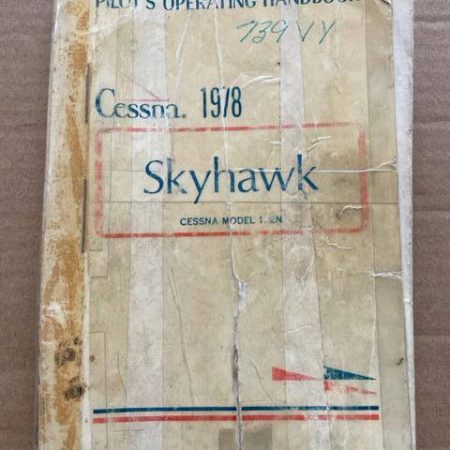 PILOT'S OPERATING HANDBOOK
739VY
Cessna. 1978
Skyhawk
CESSNA MODEL